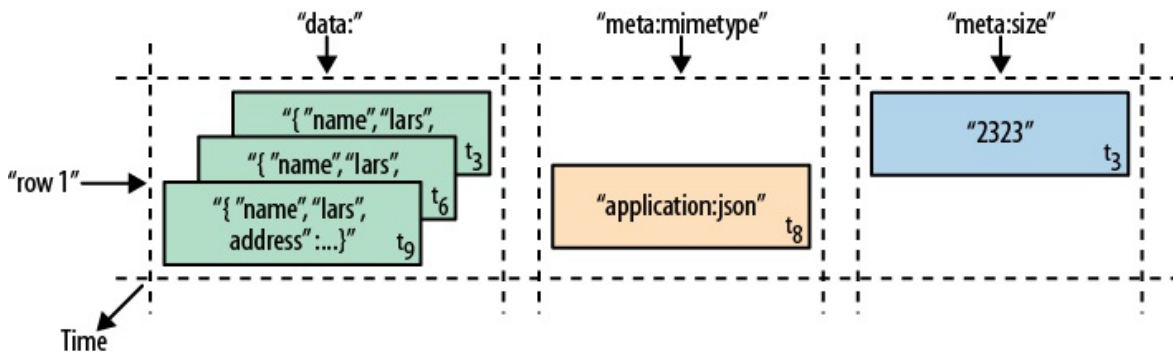 “data:” “meta:mimetype” “meta:size”
“{ ”name”,“lars”,
t3
“2323”
t3
“row 1”
“{ ”name”,“lars”,
t6
“{ ”name”,“lars”,
address” :...}”
t9
“application:json”
t8
Time